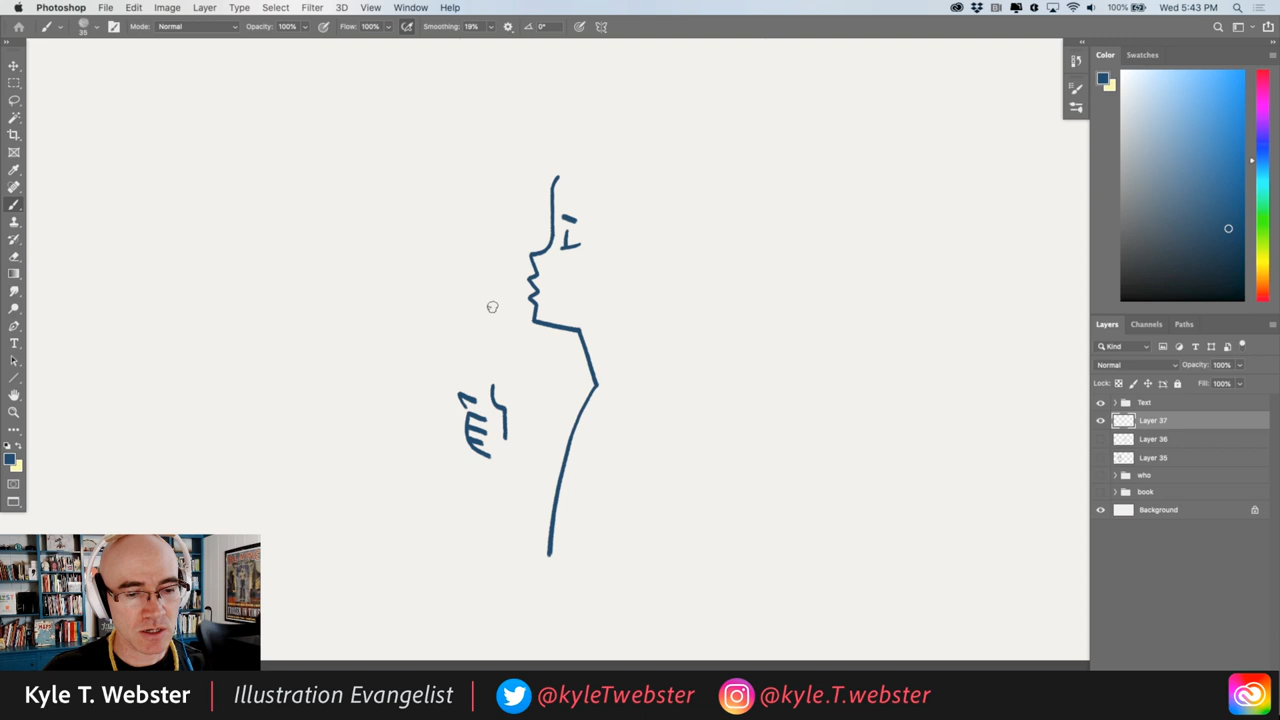 Photoshop File Edit Image Layer Type Select Filter 3D View Window Help 100% Wed 5:43 PM
35 Mode: Normal Opacity: 100% Flow: 100% Smoothing: 19% 0°
Color Swatches
Layers Channels Paths
Kind
Normal Opacity: 100%
Lock: Fill: 100%
Text
Layer 37
Layer 36
Layer 35
who
book
Background
Kyle T. Webster | Illustration Evangelist @kyleTwebster @kyle.T.webster